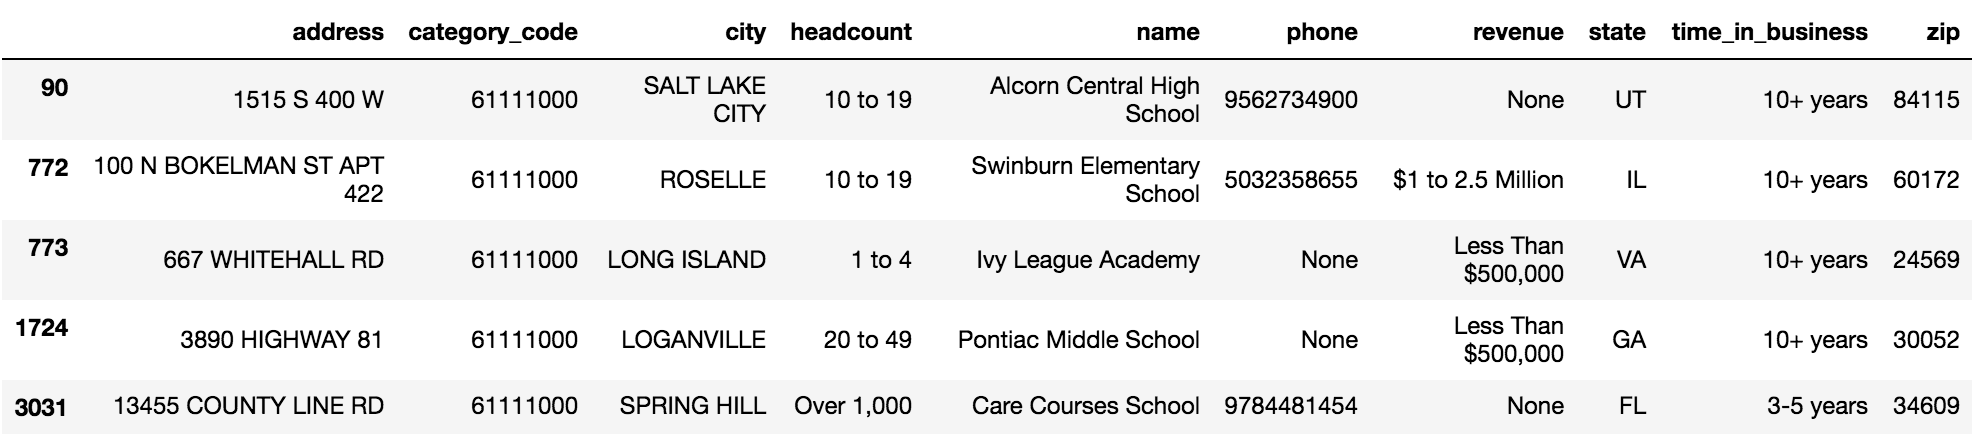 address category_code city headcount name phone revenue state time_in_business zip
90 1515 S 400 W 61111000 SALT LAKE CITY 10 to 19 Alcorn Central High School 9562734900 None UT 10+ years 84115
772 100 N BOKELMAN ST APT 422 61111000 ROSELLE 10 to 19 Swinburn Elementary School 5032358655 $1 to 2.5 Million IL 10+ years 60172
773 667 WHITEHALL RD 61111000 LONG ISLAND 1 to 4 Ivy League Academy None Less Than $500,000 VA 10+ years 24569
1724 3890 HIGHWAY 81 61111000 LOGANVILLE 20 to 49 Pontiac Middle School None Less Than $500,000 GA 10+ years 30052
3031 13455 COUNTY LINE RD 61111000 SPRING HILL Over 1,000 Care Courses School 9784481454 None FL 3-5 years 34609